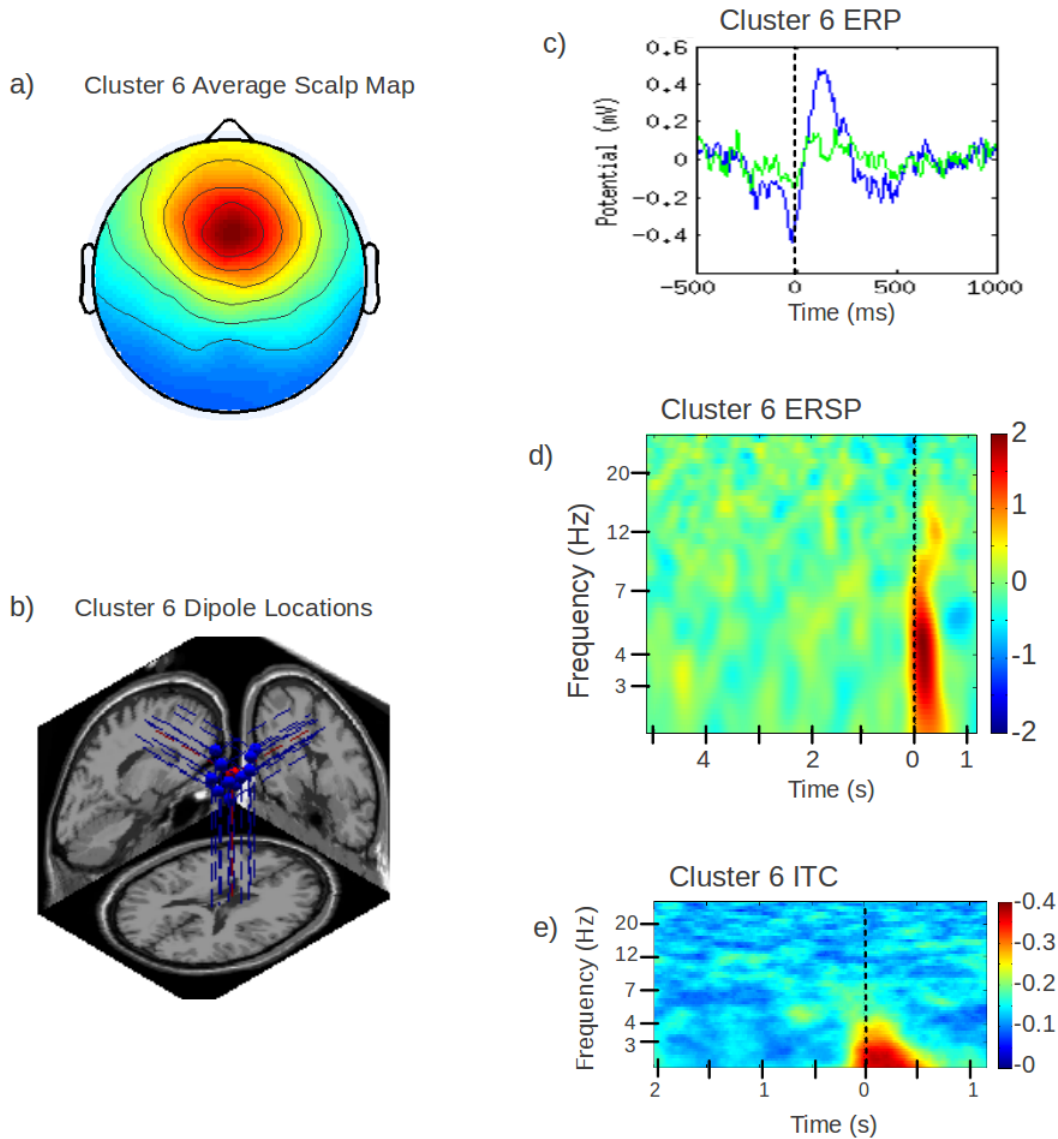 a) Cluster 6 Average Scalp Map
b) Cluster 6 Dipole Locations
c) Cluster 6 ERP
Potential (mV)
0.6
0.4
0.2
0
-0.2
-0.4
-500 0 500 1000
Time (ms)
d) Cluster 6 ERSP
Frequency (Hz)
20
12
7
4
3
4 2 0 1
Time (s)
2
1
0
-1
-2
e) Cluster 6 ITC
Frequency (Hz)
20
12
7
4
3
2 1 0 1
Time (s)
-0.4
-0.3
-0.2
-0.1
-0